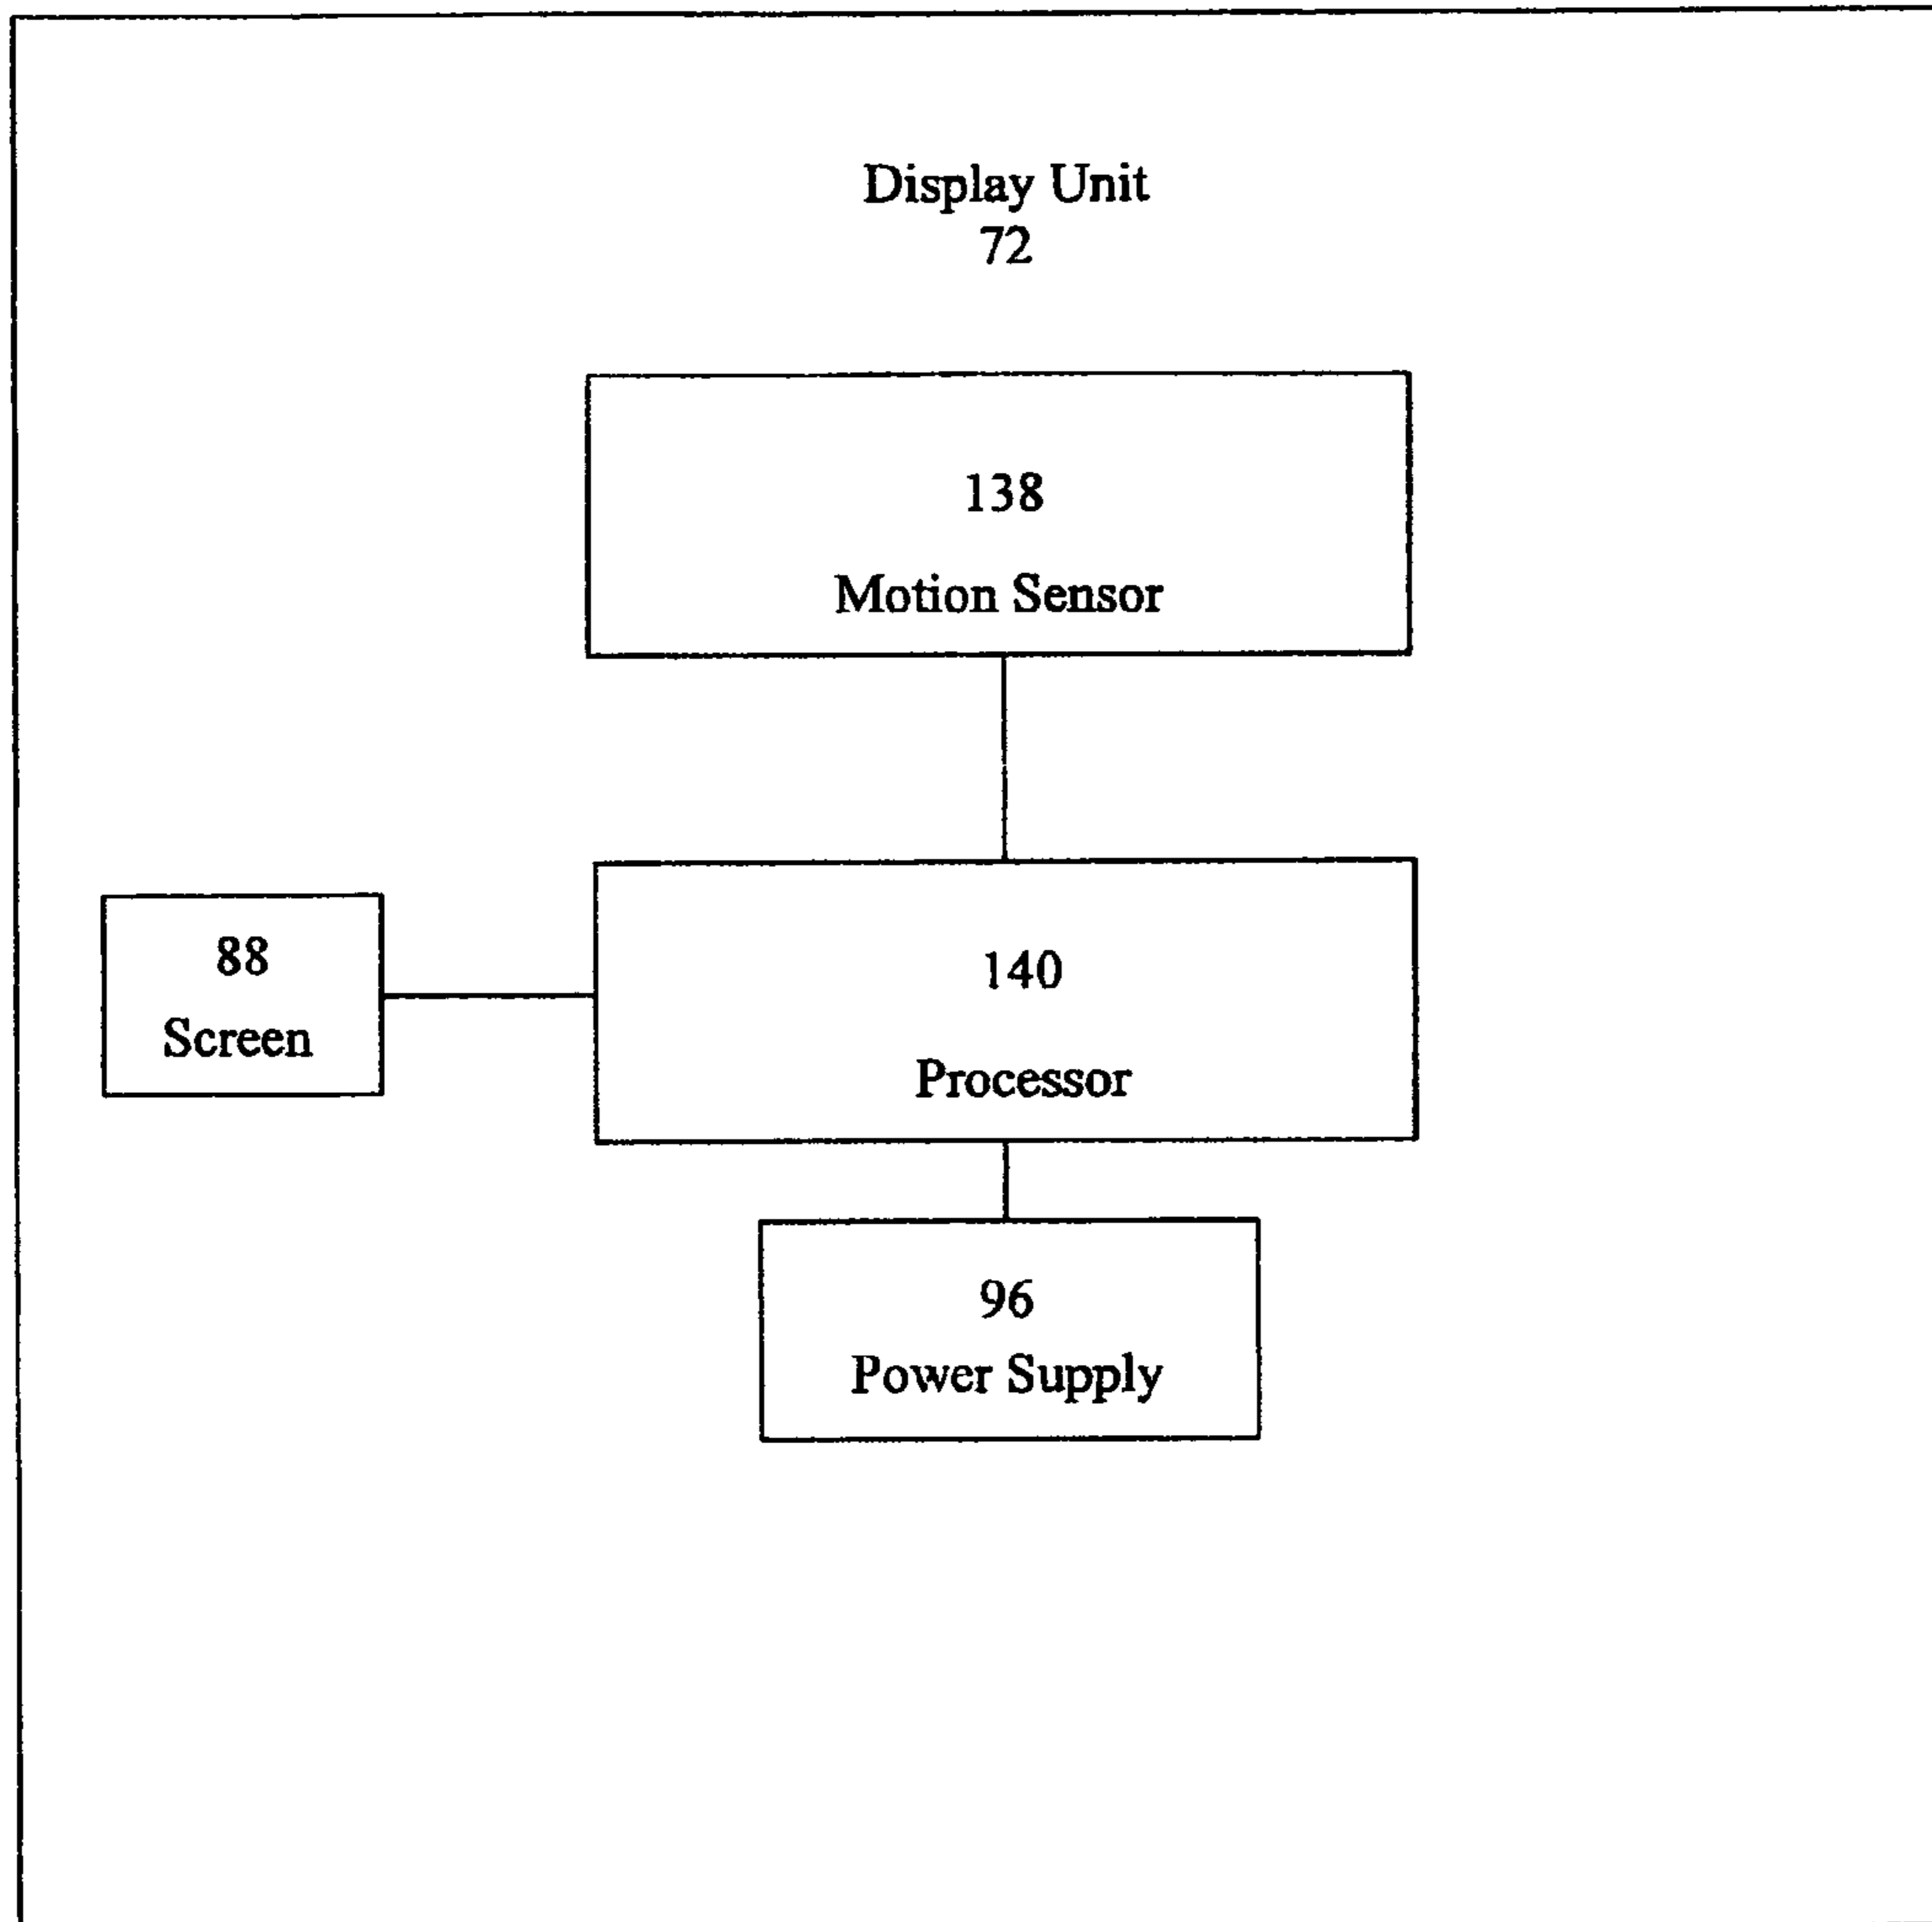 Display Unit
72
138
Motion Sensor
88
Screen
140
Processor
96
Power Supply